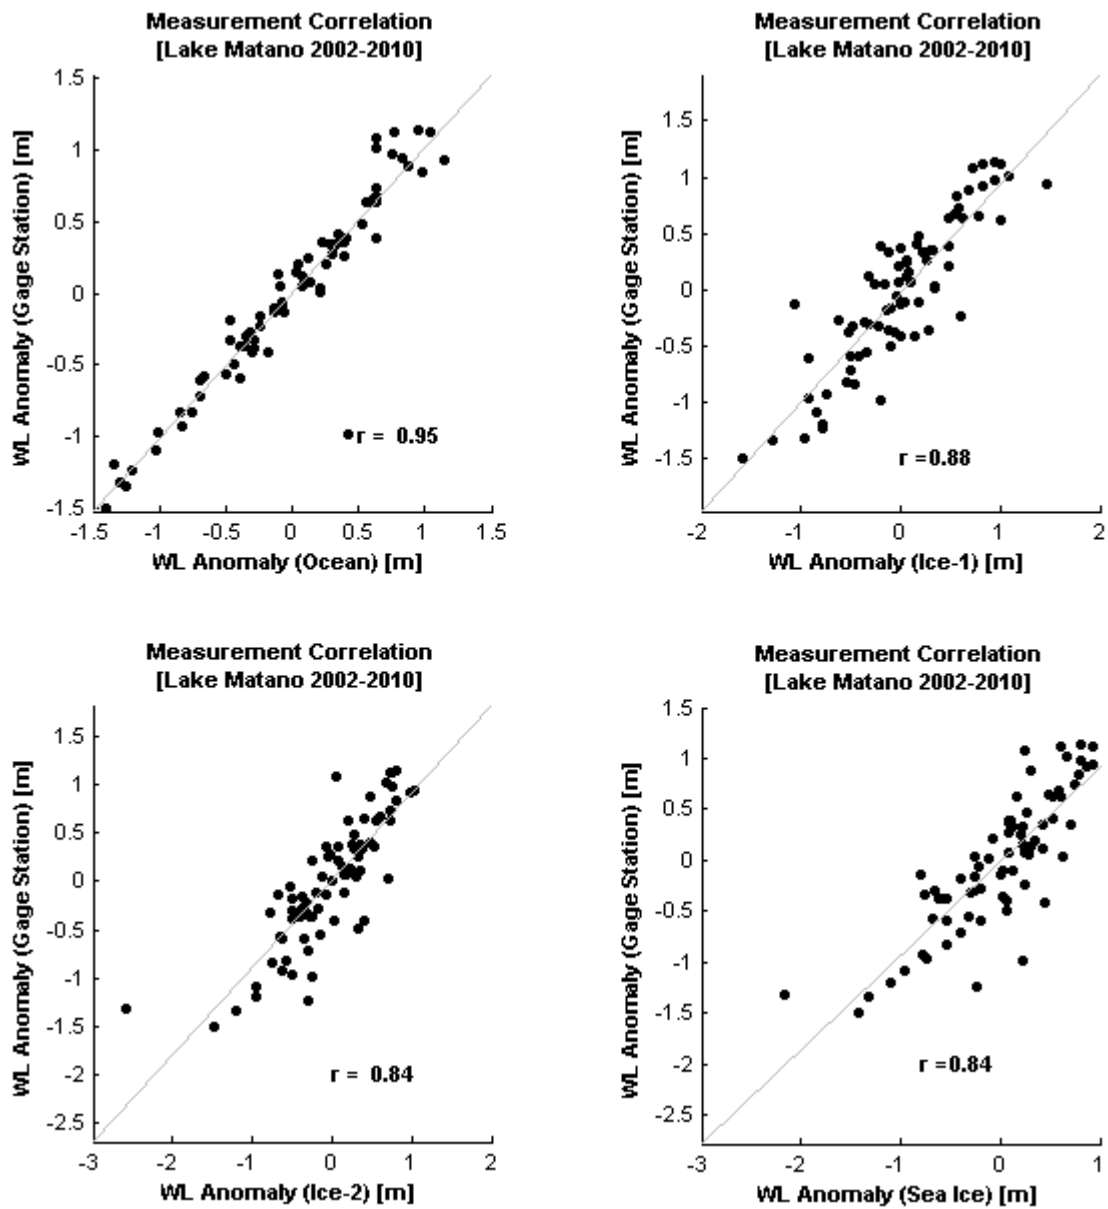 Measurement Correlation
[Lake Matano 2002-2010]
1.5
1
0.5
0
-0.5
-1
-1.5
WL Anomaly (Gage Station) [m]
r = 0.95
-1.5
-1
-0.5
0
0.5
1
1.5
WL Anomaly (Ocean) [m]
Measurement Correlation
[Lake Matano 2002-2010]
1.5
1
0.5
0
-0.5
-1
-1.5
WL Anomaly (Gage Station) [m]
r =0.88
-2
-1
0
1
2
WL Anomaly (Ice-1) [m]
Measurement Correlation
[Lake Matano 2002-2010]
1.5
1
0.5
0
-0.5
-1
-1.5
-2
-2.5
WL Anomaly (Gage Station) [m]
r = 0.84
-3
-2
-1
0
1
2
WL Anomaly (Ice-2) [m]
Measurement Correlation
[Lake Matano 2002-2010]
1.5
1
0.5
0
-0.5
-1
-1.5
-2
-2.5
WL Anomaly (Gage Station) [m]
r =0.84
-3
-2
-1
0
1
WL Anomaly (Sea Ice) [m]